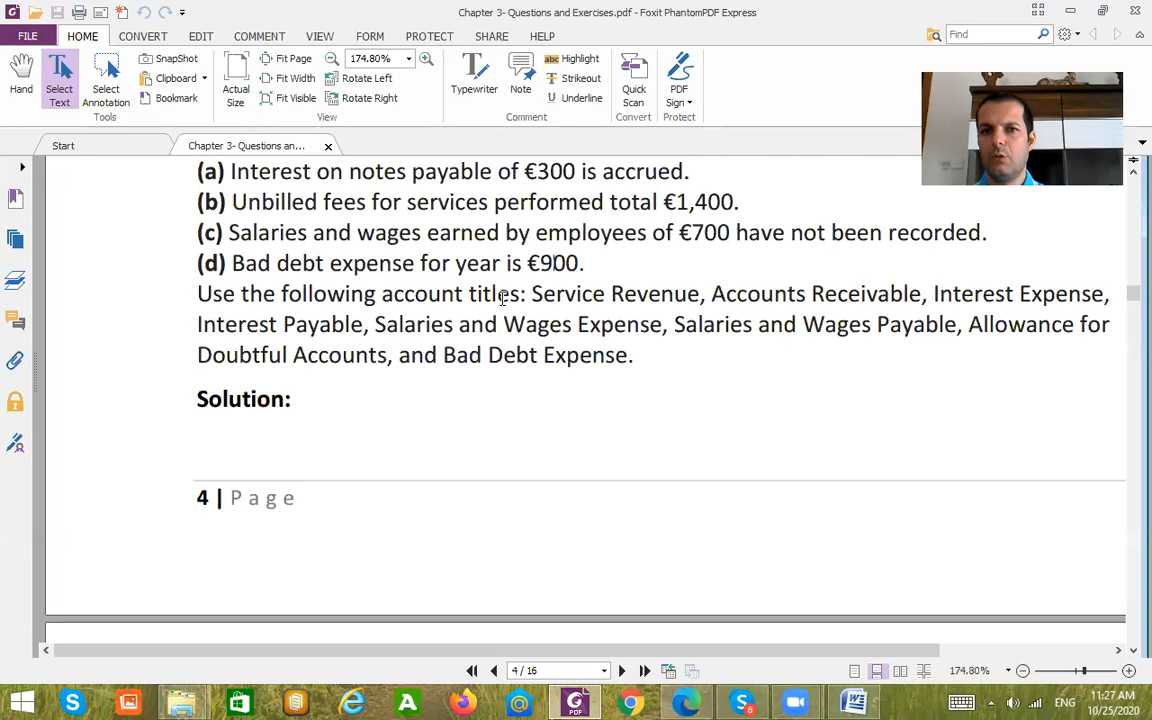 Chapter 3- Questions and Exercises.pdf - Foxit PhantomPDF Express
FILE HOME CONVERT EDIT COMMENT VIEW FORM PROTECT SHARE HELP
Find
Hand
Select Text
Select Annotation
SnapShot
Clipboard
Bookmark
Actual Size
Fit Page
Fit Width
Fit Visible
174.80%
Rotate Left
Rotate Right
Typewriter
Note
Highlight
Strikeout
Underline
Quick Scan
PDF Sign
Tools View Comment Convert Protect
Start Chapter 3- Questions an...
(a) Interest on notes payable of €300 is accrued.
(b) Unbilled fees for services performed total €1,400.
(c) Salaries and wages earned by employees of €700 have not been recorded.
(d) Bad debt expense for year is €900.
Use the following account titles: Service Revenue, Accounts Receivable, Interest Expense,
Interest Payable, Salaries and Wages Expense, Salaries and Wages Payable, Allowance for
Doubtful Accounts, and Bad Debt Expense.
Solution:
4 | P a g e
4 / 16
174.80%
6
ENG
11:27 AM
10/25/2020